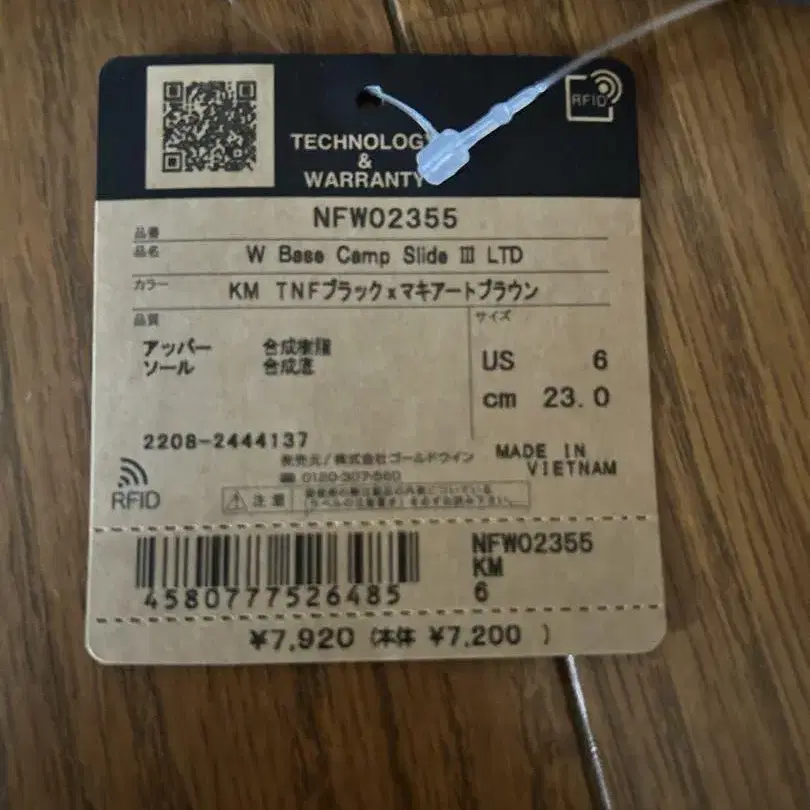 TECHNOLOGY
&
WARRANTY
RFID
品番 NFW02355
品名 W Base Camp Slide Ⅲ LTD
カラー KM TNFブラックxマキアートブラウン
品質
アッパー 合成樹脂
ソール 合成底
サイズ
US 6
cm 23.0
2208-2444137
発売元/株式会社ゴールドウイン
☎ 0120-307-560
MADE IN
VIETNAM
RFID
注意
NFW02355
KM
6
4580777526485
¥7,920 (本体 ¥7,200 )